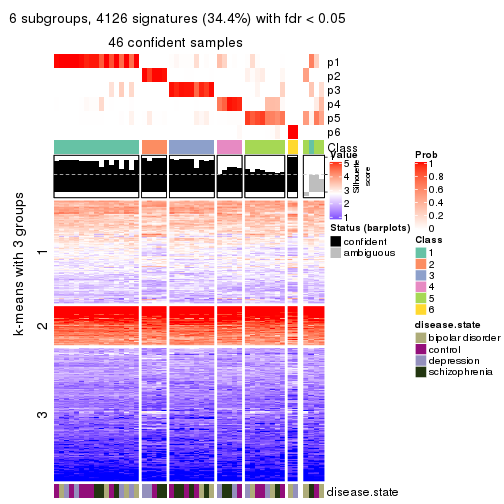 6 subgroups, 4126 signatures (34.4%) with fdr < 0.05
46 confident samples
p1
p2
p3
p4
p5
p6
Class
Silhouette
score
k-means with 3 groups
1
2
3
disease.state
Value
5
4
3
2
1
Status (barplots)
confident
ambiguous
Prob
1
0.8
0.6
0.4
0.2
0
Class
1
2
3
4
5
6
disease.state
bipolar disorder
control
depression
schizophrenia